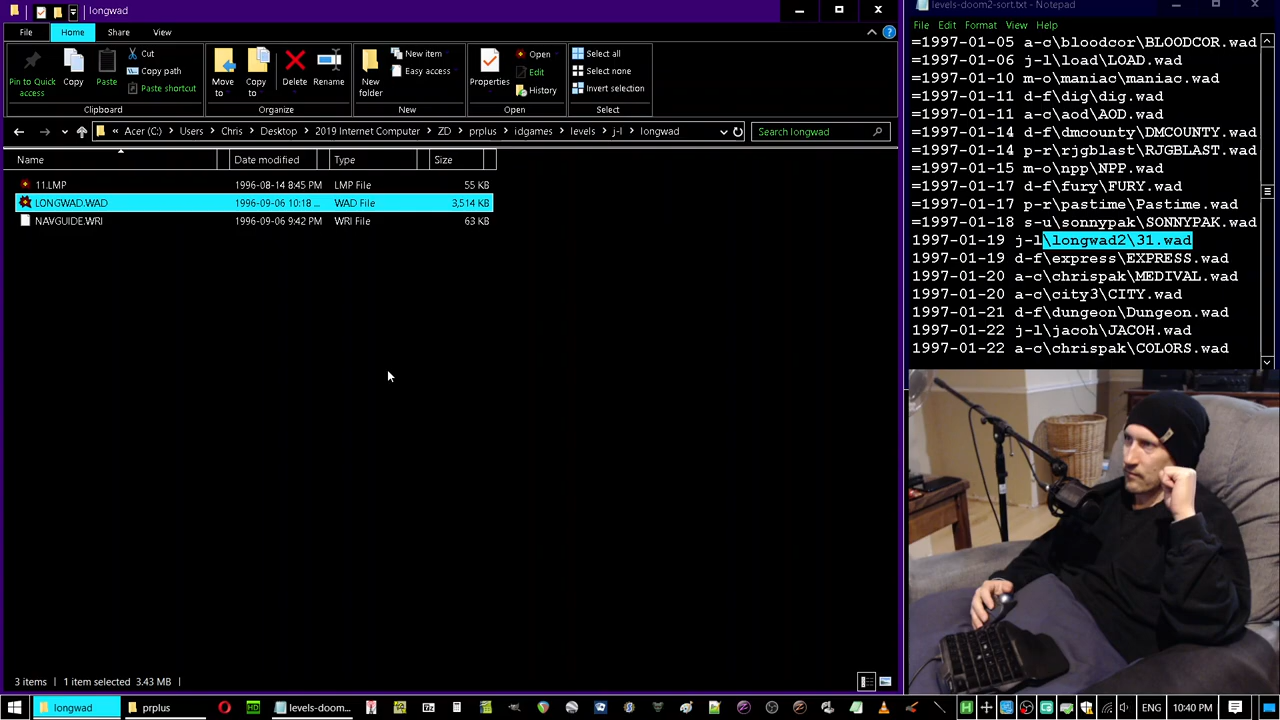 longwad
File Home Share View
Pin to Quick access
Copy
Paste
Cut
Copy path
Paste shortcut
Clipboard
Move to
Copy to
Delete
Rename
Organize
New folder
New item
Easy access
New
Properties
Open
Edit
History
Open
Select all
Select none
Invert selection
Select
« Acer (C:) › Users › Chris › Desktop › 2019 Internet Computer › ZD › prplus › idgames › levels › j-l › longwad
Search longwad
Name Date modified Type Size
11.LMP 1996-08-14 8:45 PM LMP File 55 KB
LONGWAD.WAD 1996-09-06 10:18 ... WAD File 3,514 KB
NAVGUIDE.WRI 1996-09-06 9:42 PM WRI File 63 KB
3 items 1 item selected 3.43 MB
levels-doom2-sort.txt - Notepad
File Edit Format View Help
=1997-01-05 a-c\bloodcor\BLOODCOR.wad
=1997-01-06 j-l\load\LOAD.wad
=1997-01-10 m-o\maniac\maniac.wad
=1997-01-11 d-f\dig\dig.wad
=1997-01-11 a-c\aod\AOD.wad
=1997-01-14 d-f\dmcounty\DMCOUNTY.wad
=1997-01-14 p-r\rjgblast\RJGBLAST.wad
=1997-01-15 m-o\npp\NPP.wad
=1997-01-17 d-f\fury\FURY.wad
=1997-01-17 p-r\pastime\Pastime.wad
=1997-01-18 s-u\sonnypak\SONNYPAK.wad
1997-01-19 j-l\longwad2\31.wad
1997-01-19 d-f\express\EXPRESS.wad
1997-01-20 a-c\chrispak\MEDIVAL.wad
1997-01-20 a-c\city3\CITY.wad
1997-01-21 d-f\dungeon\Dungeon.wad
1997-01-22 j-l\jacoh\JACOH.wad
1997-01-22 a-c\chrispak\COLORS.wad
longwad prplus HD levels-doom... ENG 10:40 PM